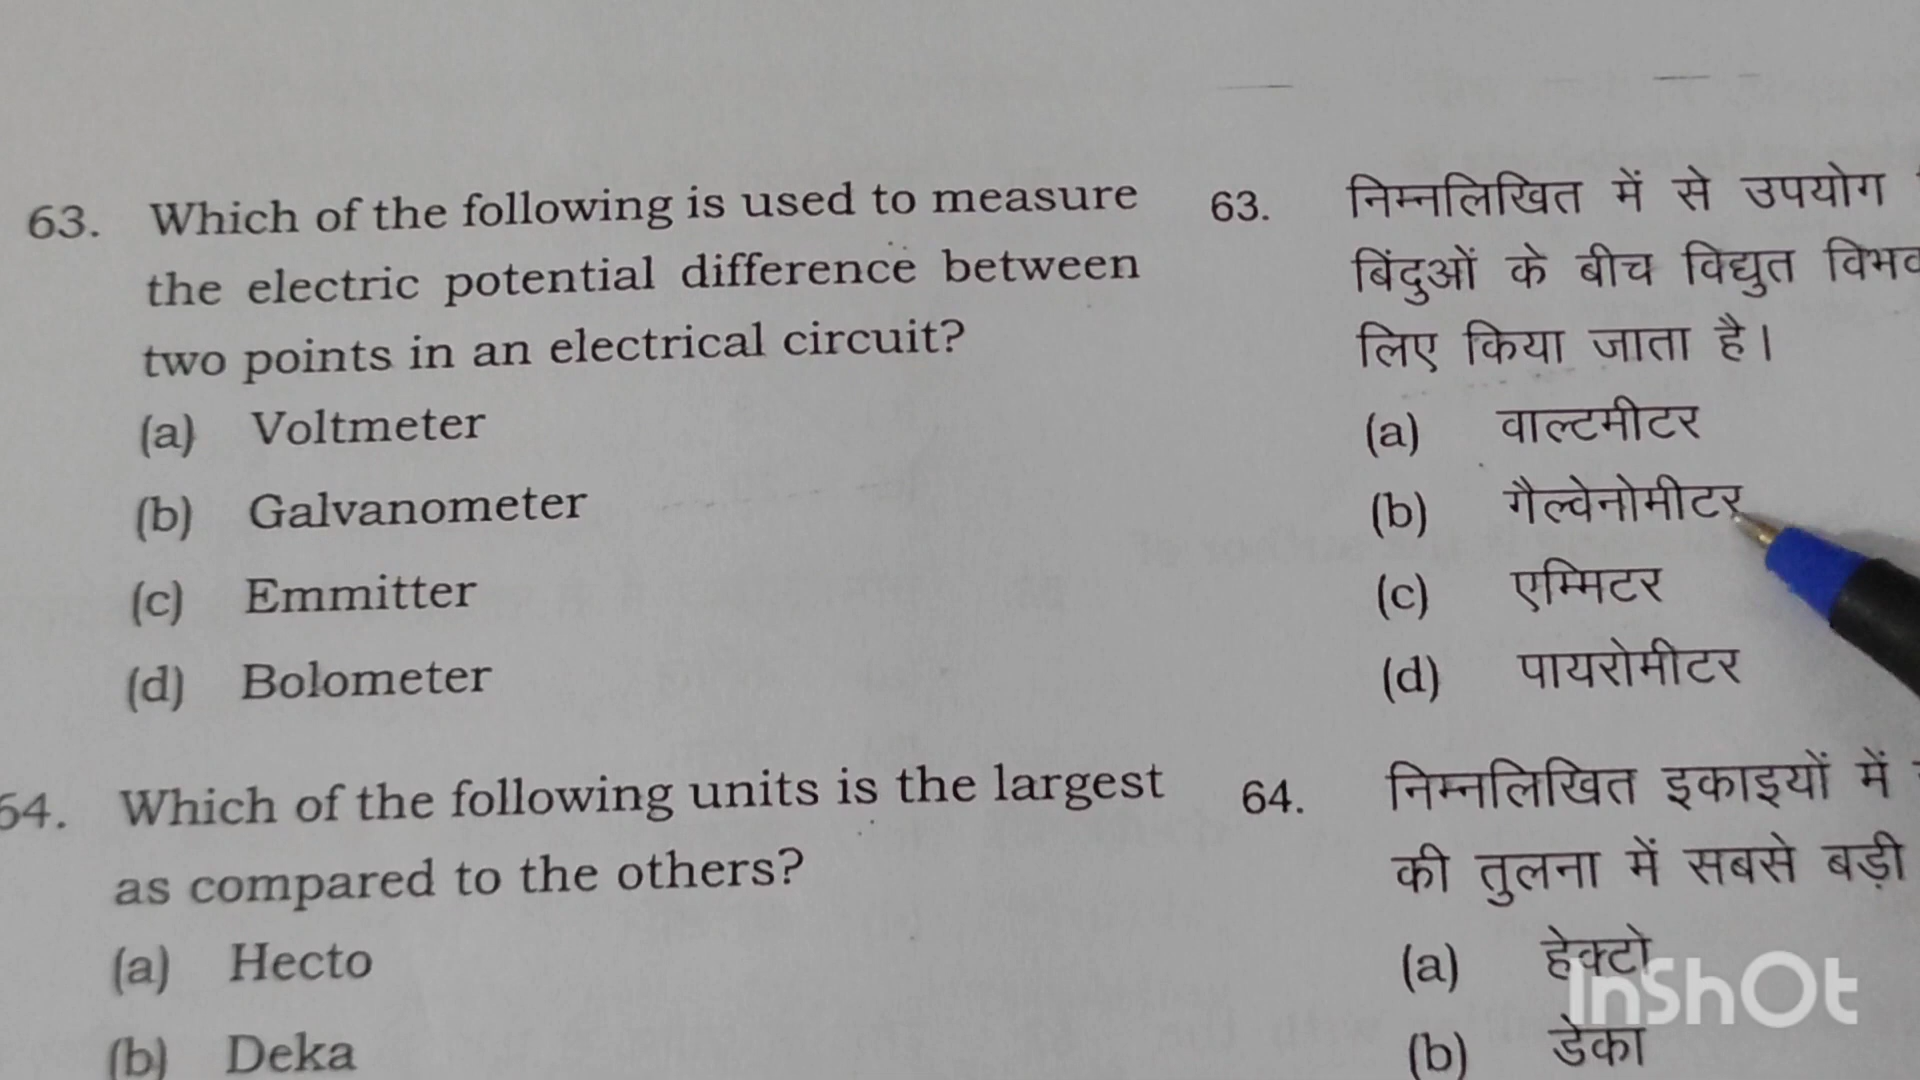 63. Which of the following is used to measure
the electric potential difference between
two points in an electrical circuit?
(a) Voltmeter
(b) Galvanometer
(c) Emmitter
(d) Bolometer
64. Which of the following units is the largest
as compared to the others?
(a) Hecto
(b) Deka
63. निम्नलिखित में से उपयोग
बिंदुओं के बीच विद्युत
लिए किया जाता है।
(a) वाल्टमीटर
(b) गैल्वेनोमीटर
(c) एम्मिटर
(d) पायरोमीटर
64. निम्नलिखित इकाइयों में
की तुलना में सबसे बड़ी
(a) हेक्टो
(b) डेका
InShOt